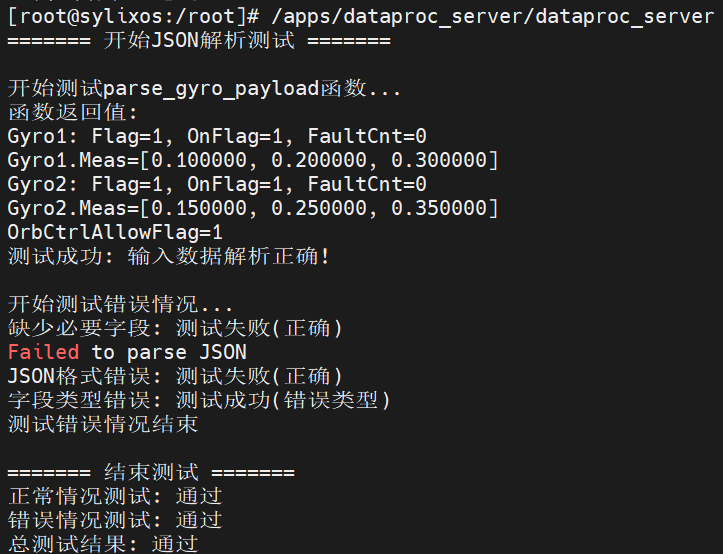 [root@sylixos:/root]# /apps/dataproc_server/dataproc_server
======= 开始JSON解析测试 =======
开始测试parse_gyro_payload函数...
函数返回值:
Gyro1: Flag=1, OnFlag=1, FaultCnt=0
Gyro1.Meas=[0.100000, 0.200000, 0.300000]
Gyro2: Flag=1, OnFlag=1, FaultCnt=0
Gyro2.Meas=[0.150000, 0.250000, 0.350000]
OrbCtrlAllowFlag=1
测试成功: 输入数据解析正确!
开始测试错误情况...
缺少必要字段: 测试失败(正确)
Failed to parse JSON
JSON格式错误: 测试失败(正确)
字段类型错误: 测试成功(错误类型)
测试错误情况结束
======= 结束测试 =======
正常情况测试: 通过
错误情况测试: 通过
总测试结果: 通过